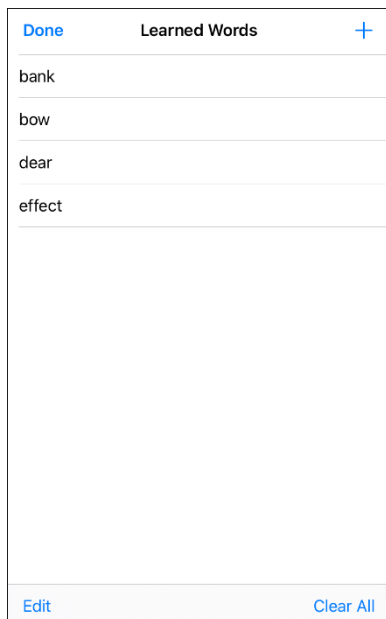 Done Learned Words +
bank
bow
dear
effect
Edit Clear All